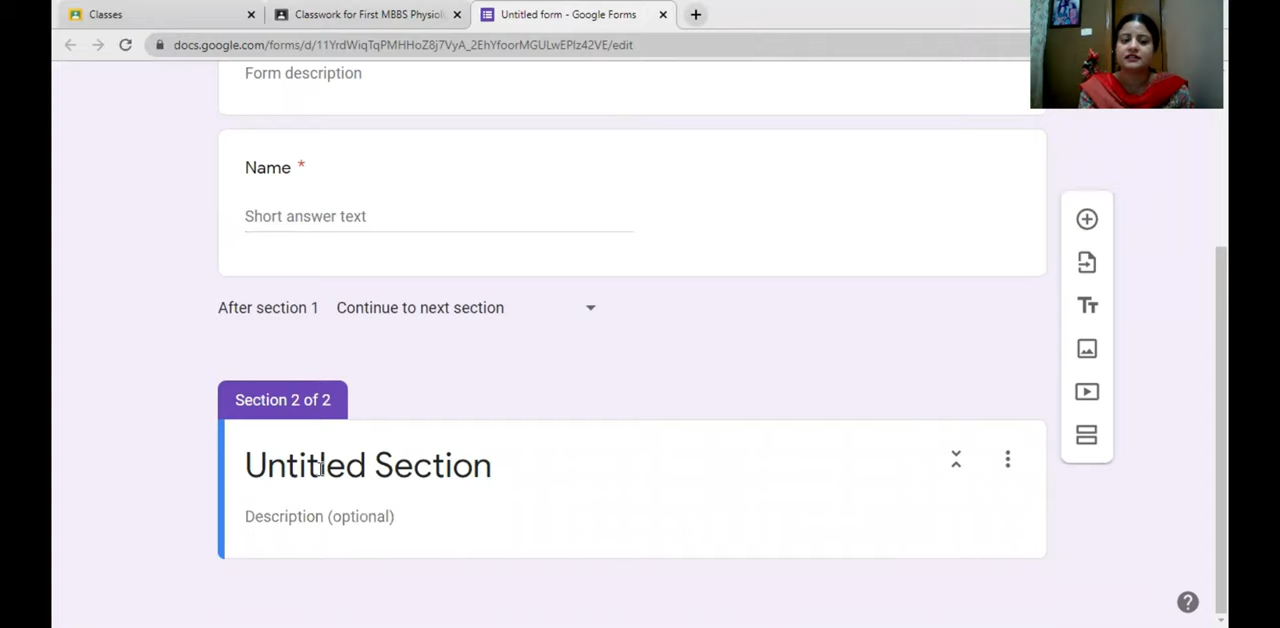 Classes
Classwork for First MBBS Physiol
Untitled form - Google Forms
docs.google.com/forms/d/11YrdWiqTqPMHHoZ8j7VyA_2EhYfoorMGULwEPlz42VE/edit
Form description
Name *
Short answer text
After section 1 Continue to next section
Section 2 of 2
Untitled Section
Description (optional)